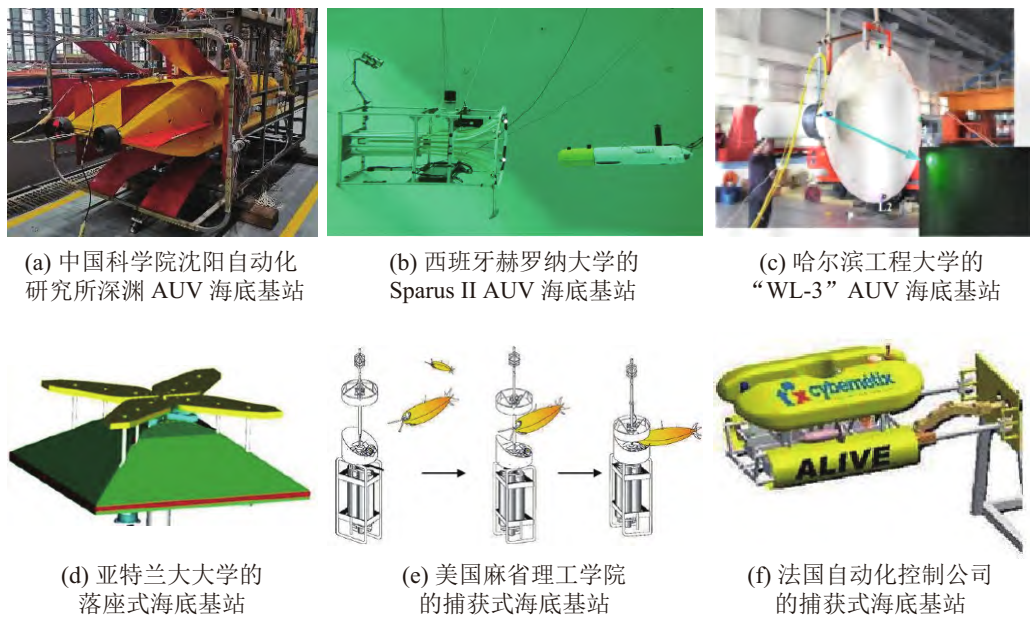 (a) 中国科学院沈阳自动化
研究所深渊 AUV 海底基站
(b) 西班牙赫罗纳大学的
Sparus II AUV 海底基站
(c) 哈尔滨工程大学的
“WL-3”AUV 海底基站
cybernétix
ALIVE
(d) 亚特兰大大学的
落座式海底基站
(e) 美国麻省理工学院
的捕获式海底基站
(f) 法国自动化控制公司
的捕获式海底基站